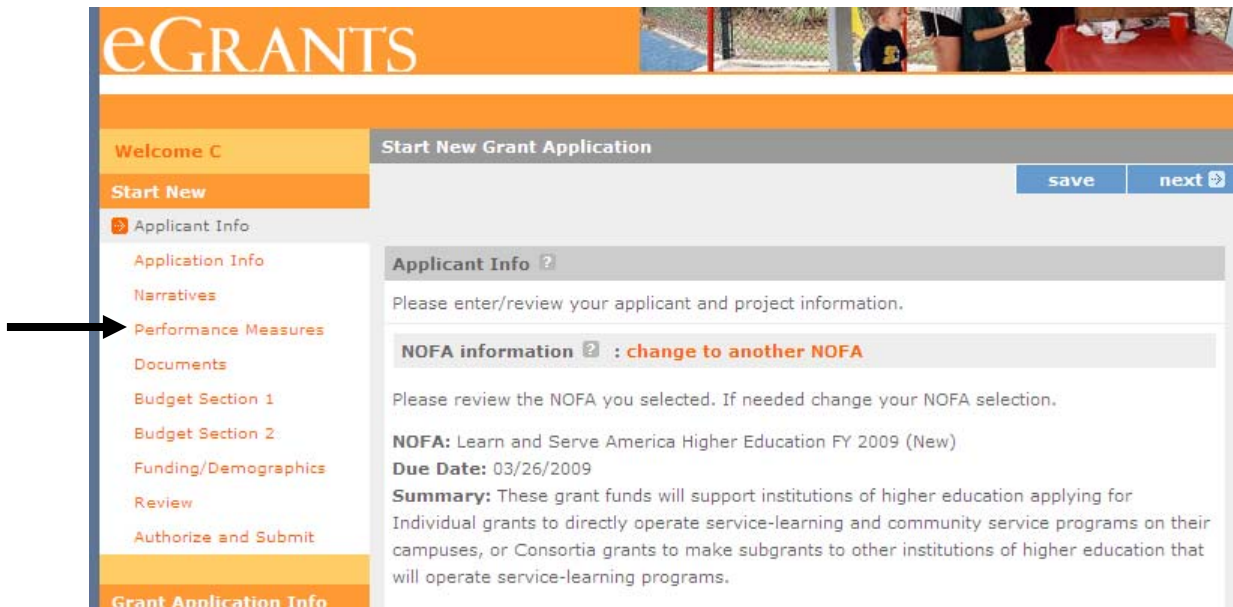 eGRANTS
Welcome C
Start New
Applicant Info
Application Info
Narratives
Performance Measures
Documents
Budget Section 1
Budget Section 2
Funding/Demographics
Review
Authorize and Submit
Grant Application Info
Start New Grant Application
save next
Applicant Info ?
Please enter/review your applicant and project information.
NOFA information ? : change to another NOFA
Please review the NOFA you selected. If needed change your NOFA selection.
NOFA: Learn and Serve America Higher Education FY 2009 (New)
Due Date: 03/26/2009
Summary: These grant funds will support institutions of higher education applying for
Individual grants to directly operate service-learning and community service programs on their
campuses, or Consortia grants to make subgrants to other institutions of higher education that
will operate service-learning programs.